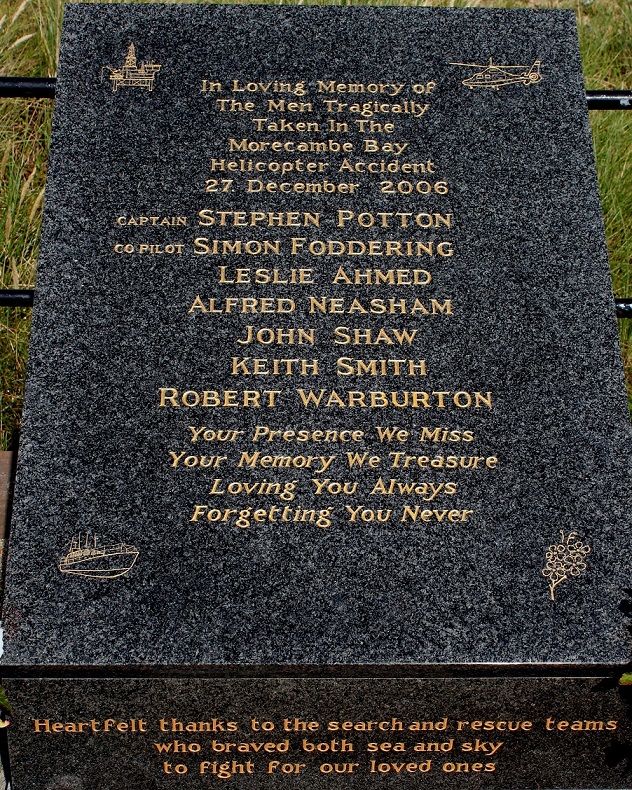 In Loving Memory of
The Men Tragically
Taken In The
Morecambe Bay
Helicopter Accident
27 December 2006
CAPTAIN STEPHEN POTTON
CO PILOT SIMON FODDERING
LESLIE AHMED
ALFRED NEASHAM
JOHN SHAW
KEITH SMITH
ROBERT WARBURTON
Your Presence We Miss
Your Memory We Treasure
Loving You Always
Forgetting You Never
Heartfelt thanks to the search and rescue teams
who braved both sea and sky
to fight for our loved ones